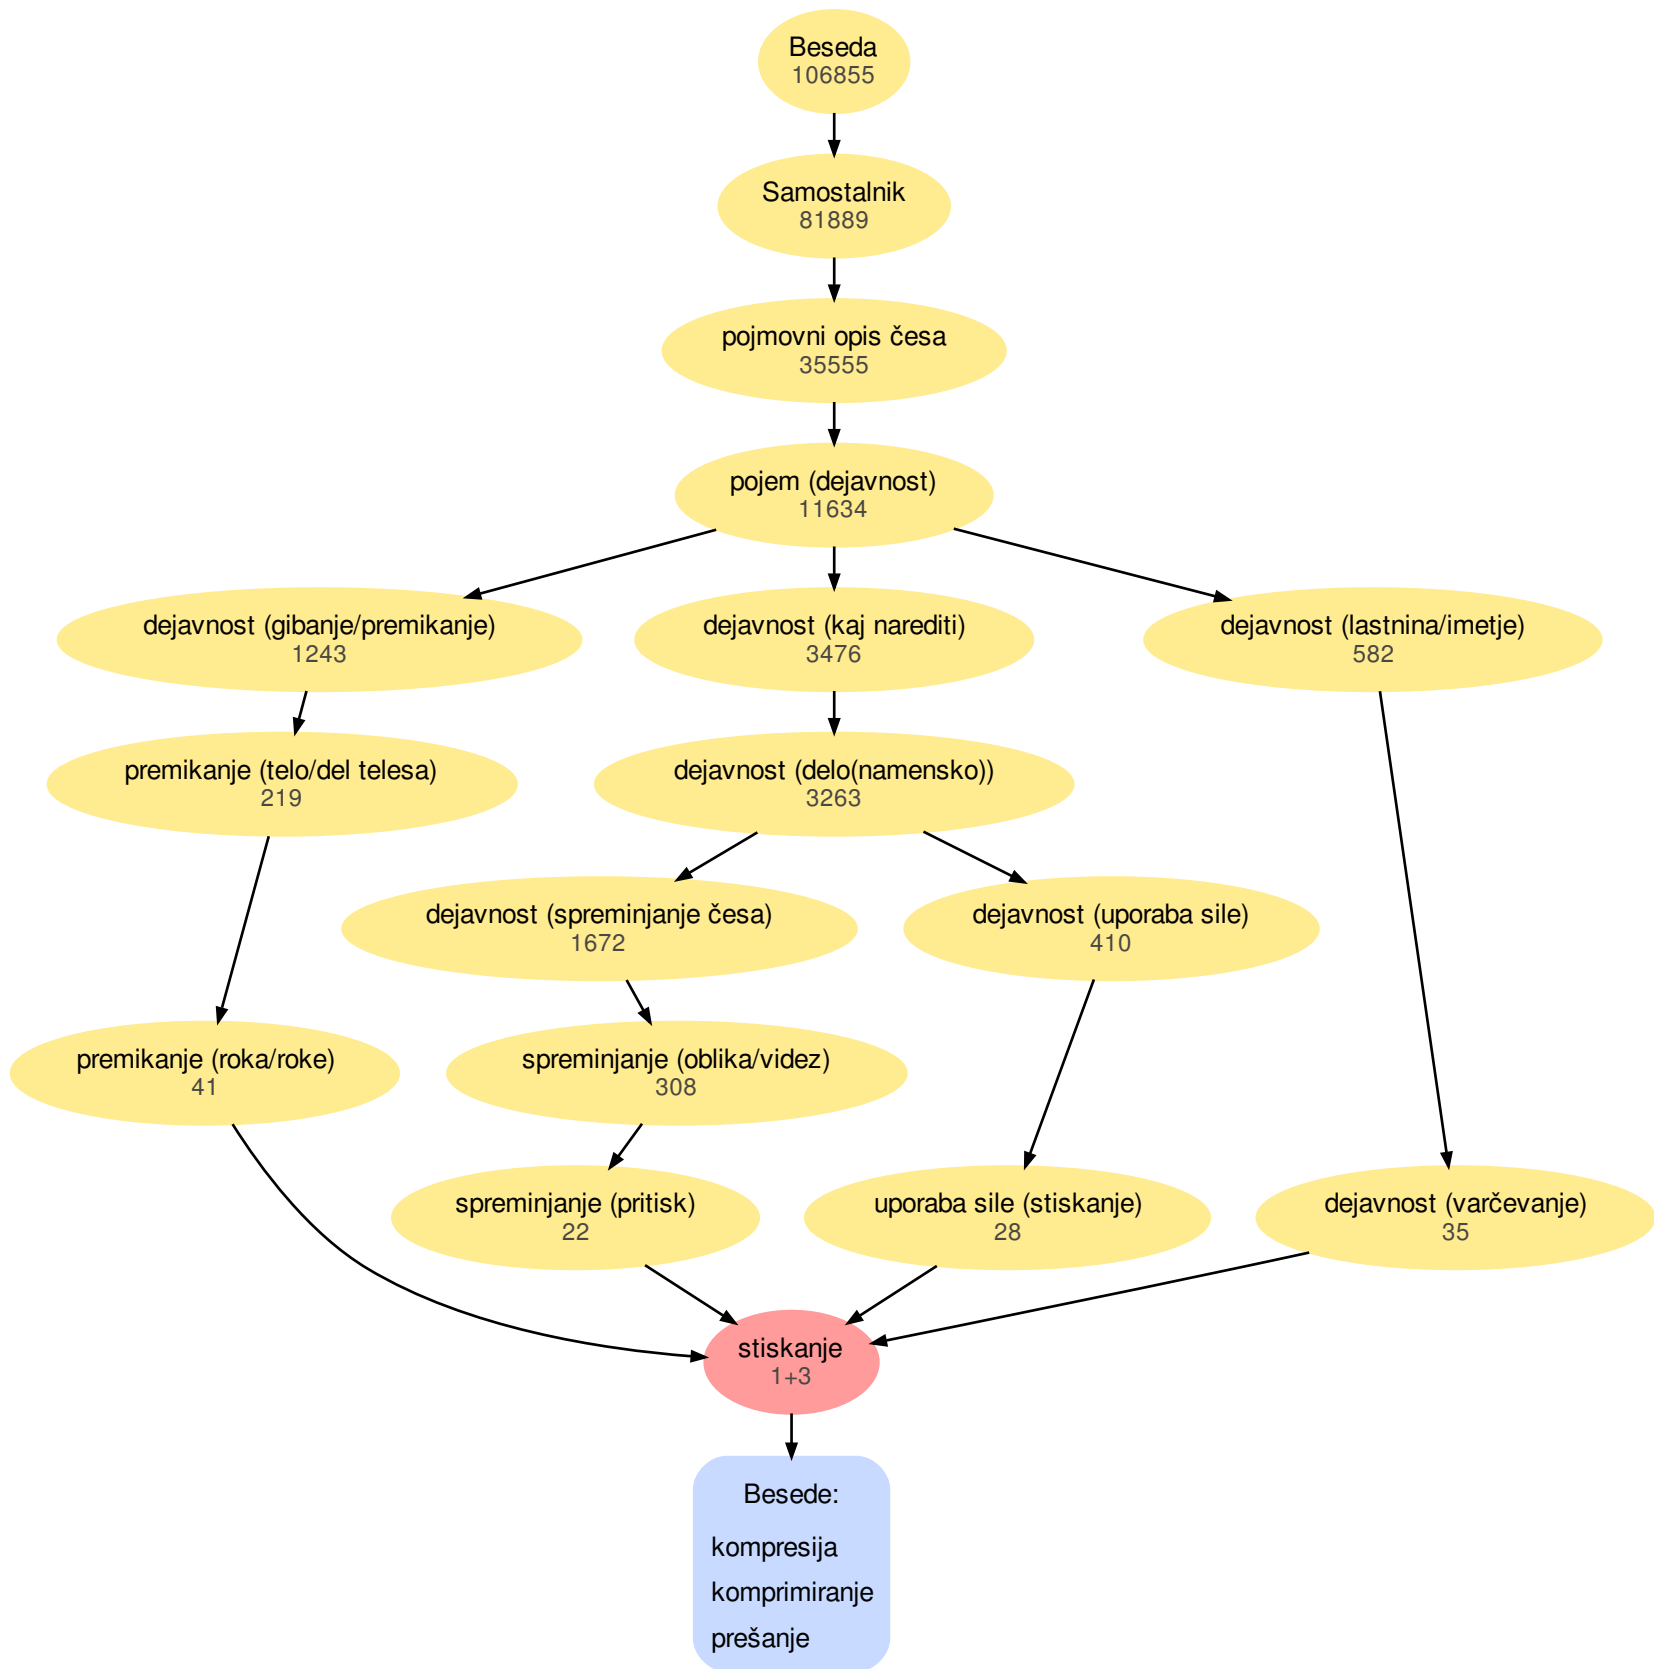 Beseda
106855
Samostalnik
81889
pojmovni opis česa
35555
pojem (dejavnost)
11634
dejavnost (gibanje/premikanje)
1243
dejavnost (kaj narediti)
3476
dejavnost (lastnina/imetje)
582
premikanje (telo/del telesa)
219
dejavnost (delo(namensko))
3263
dejavnost (spreminjanje česa)
1672
dejavnost (uporaba sile)
410
premikanje (roka/roke)
41
spreminjanje (oblika/videz)
308
spreminjanje (pritisk)
22
uporaba sile (stiskanje)
28
dejavnost (varčevanje)
35
stiskanje
1+3
Besede:
kompresija
komprimiranje
prešanje